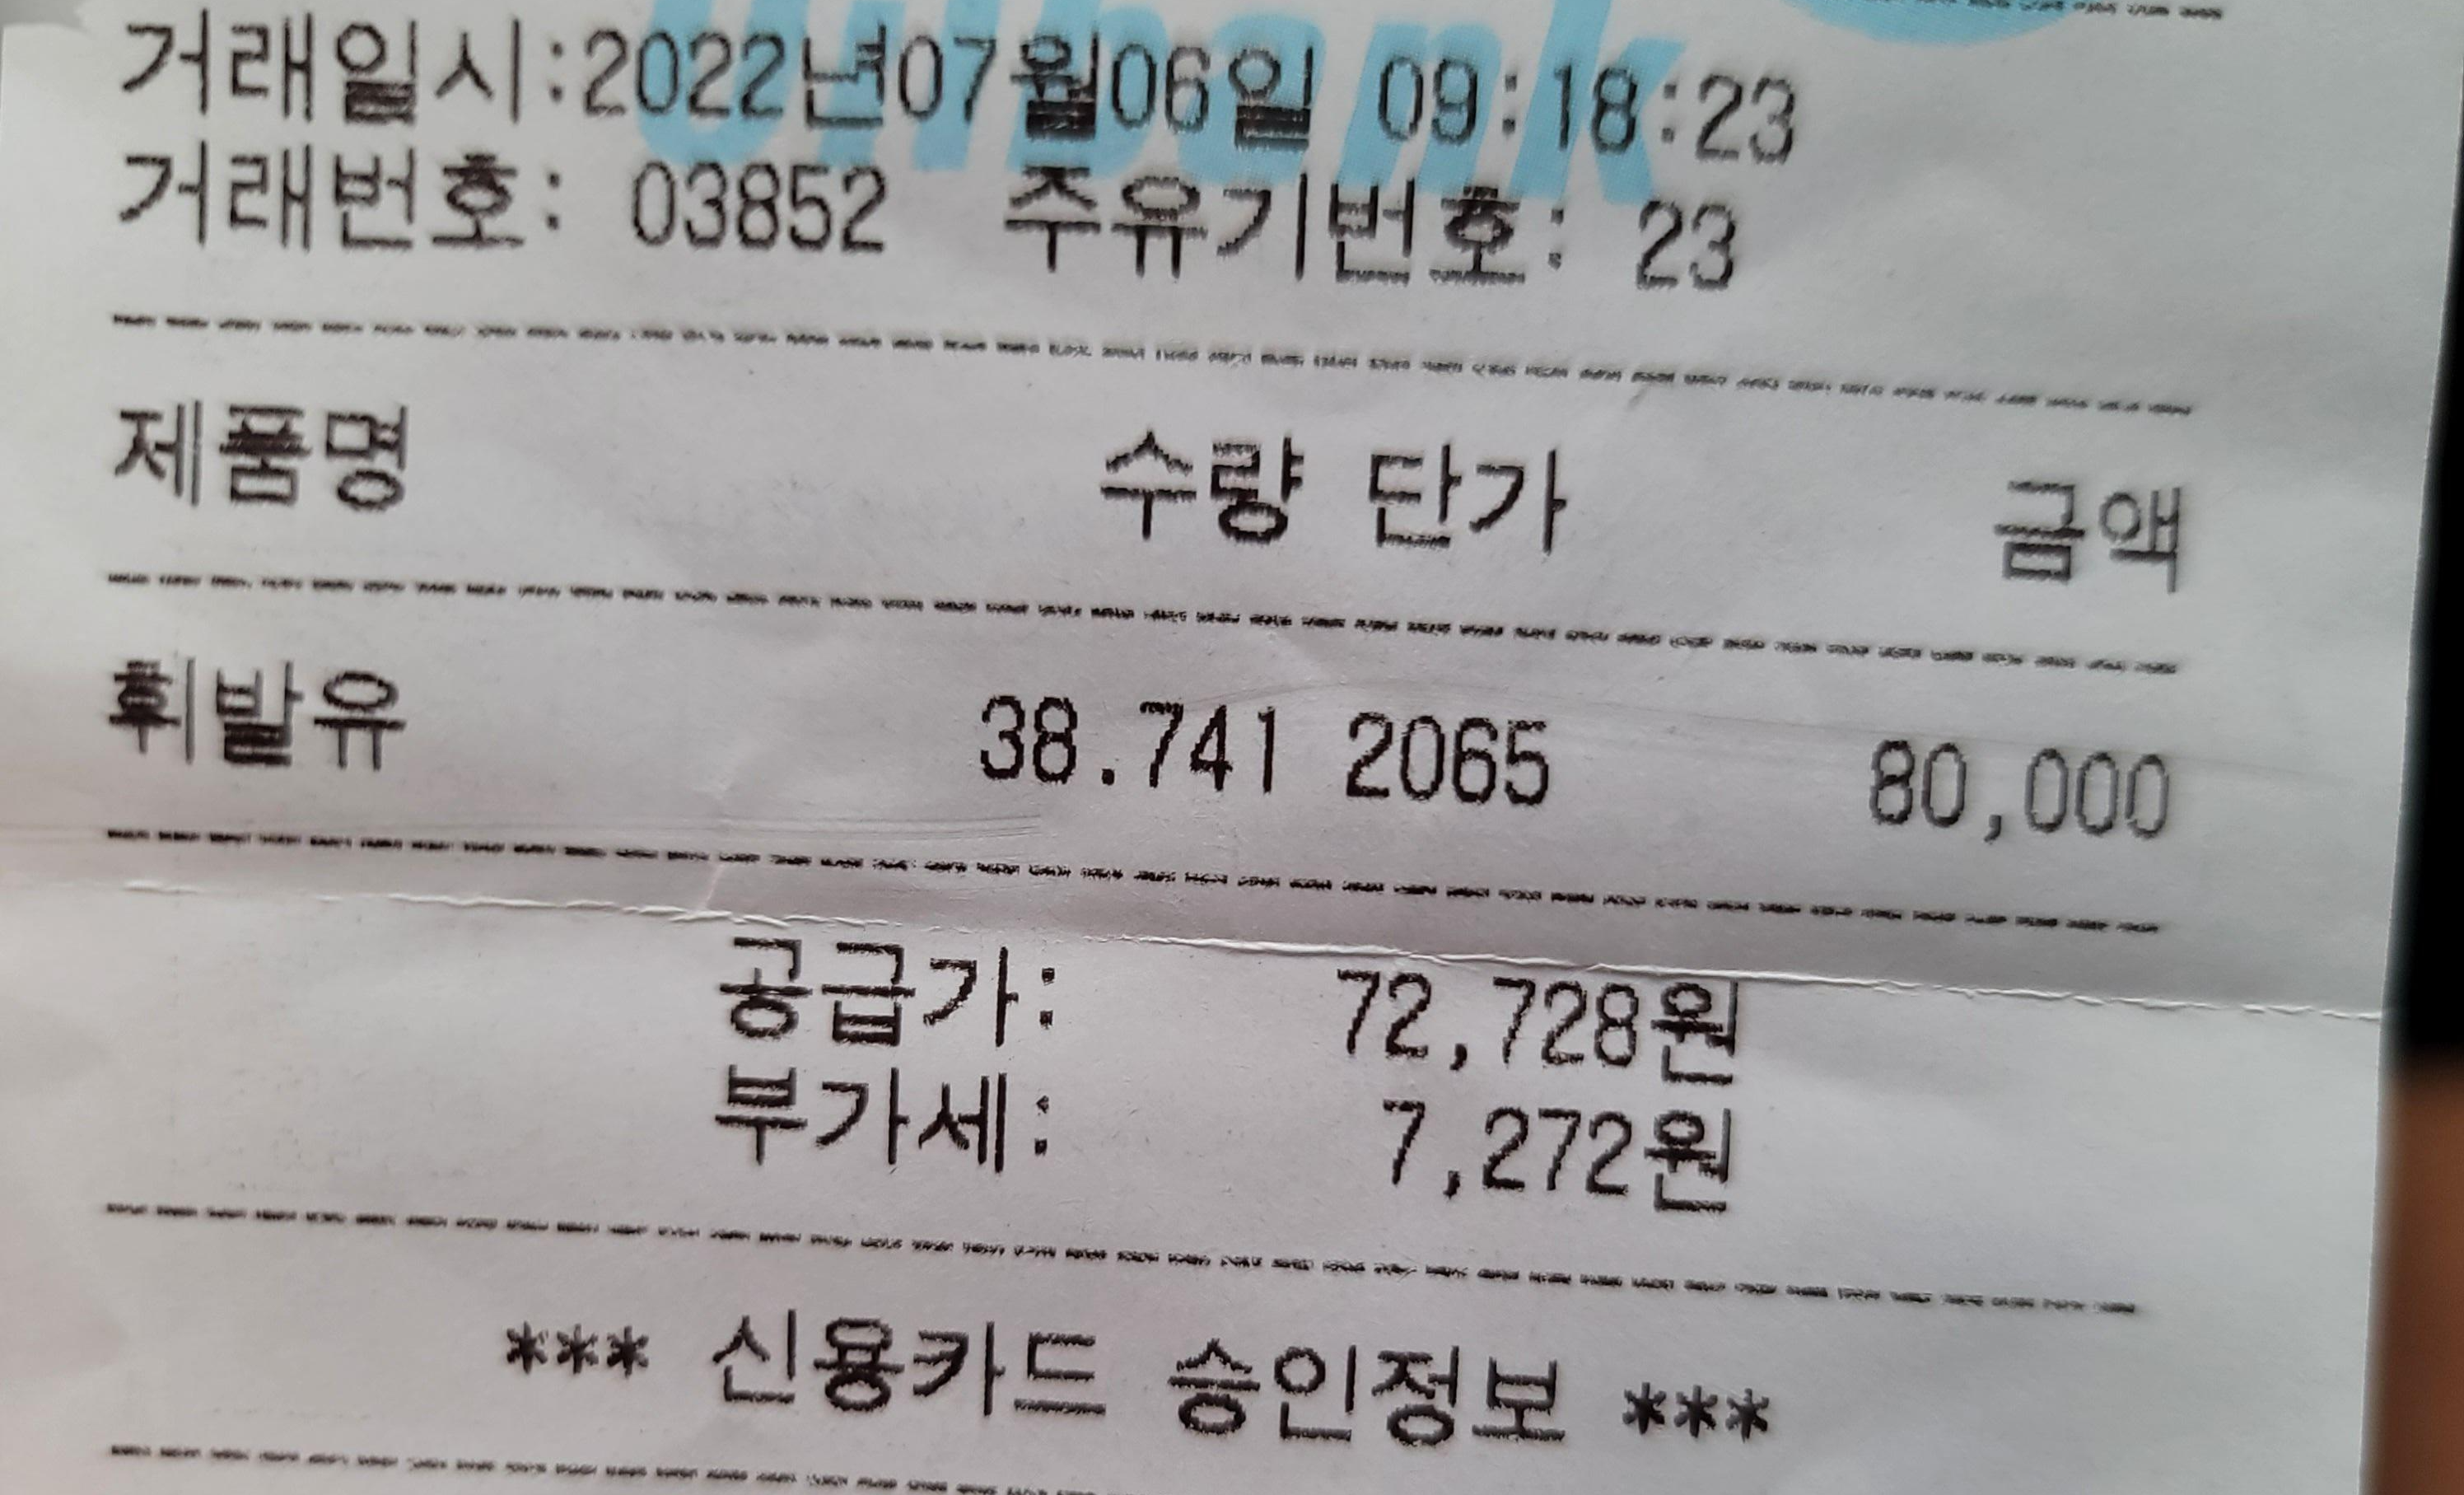 Oilbank
거래일시:2022년07월06일 09:18:23
거래번호: 03852 주유기번호: 23
제품명 수량 단가 금액
휘발유 38.741 2065 80,000
공급가: 72,728원
부가세: 7,272원
*** 신용카드 승인정보 ***